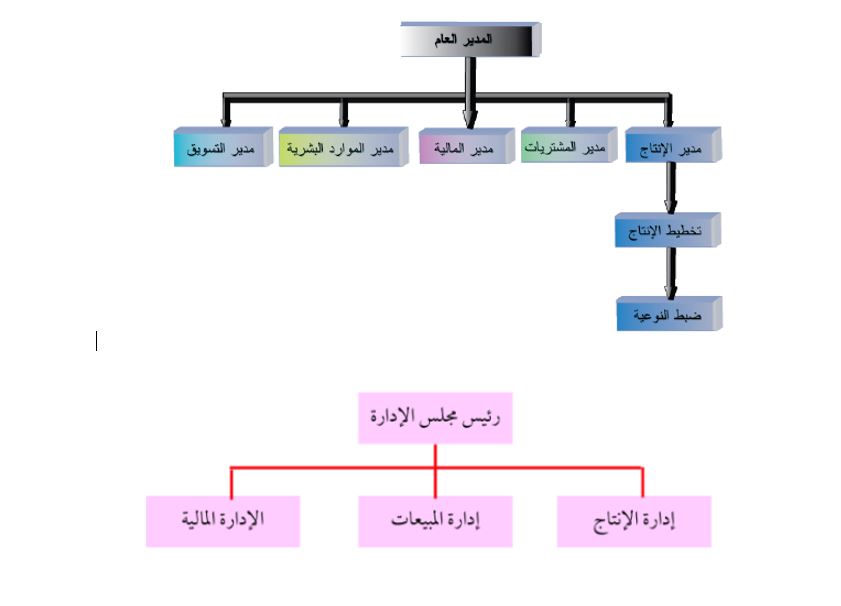 المدير العام
مدير الإنتاج
مدير المشتريات
مدير المالية
مدير الموارد البشرية
مدير التسويق
تخطيط الإنتاج
ضبط النوعية
رئيس مجلس الإدارة
إدارة الإنتاج
إدارة المبيعات
الإدارة المالية